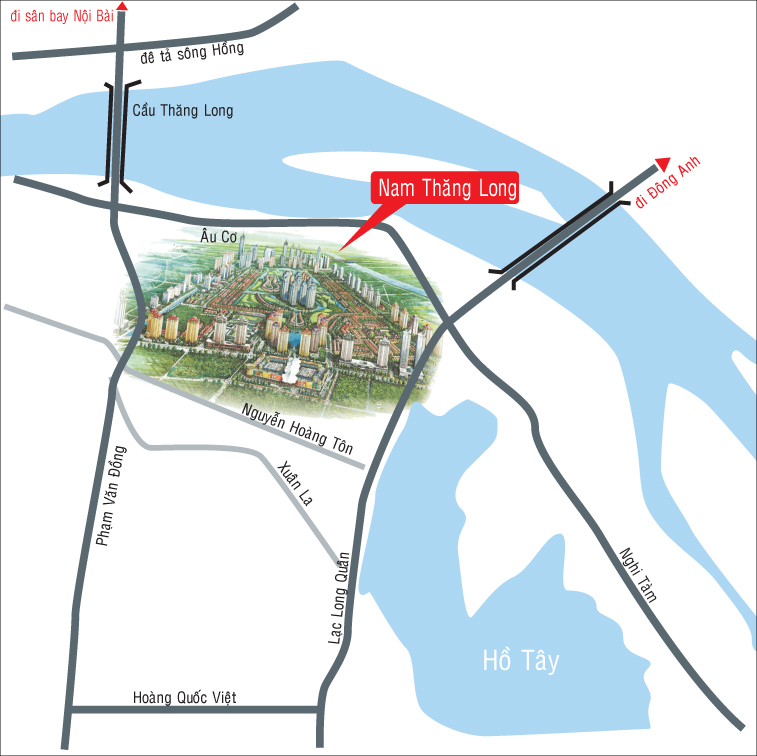 đi sân bay Nội Bài
đê tả sông Hồng
Cầu Thăng Long
Nam Thăng Long
đi Đông Anh
Âu Cơ
Nguyễn Hoàng Tôn
Xuân La
Phạm Văn Đồng
Lạc Long Quân
Nghi Tàm
Hồ Tây
Hoàng Quốc Việt